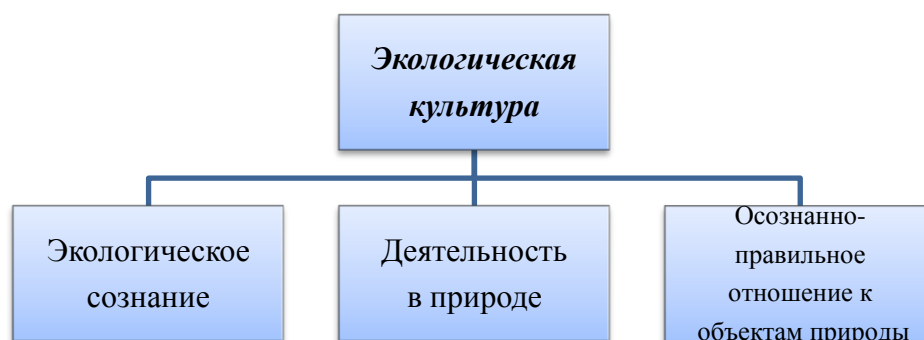 Экологическая
культура
Экологическое
сознание
Деятельность
в природе
Осознанно-
правильное
отношение к
объектам природы